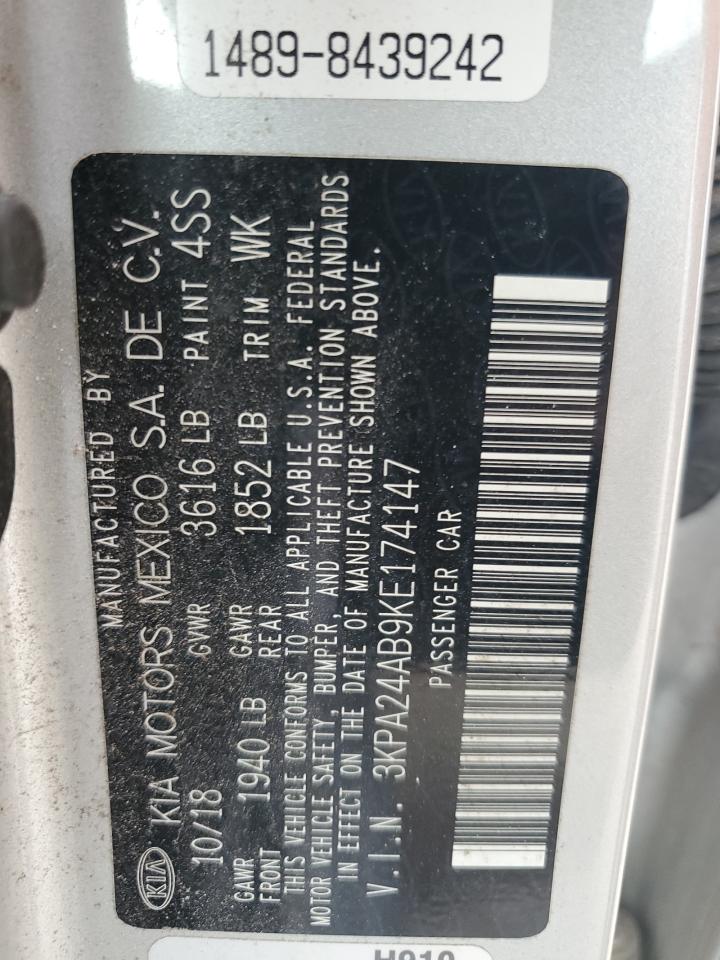 1489-8439242
MANUFACTURED BY
KIA KIA MOTORS MEXICO S.A. DE C.V.
10/18 GVWR 3616 LB PAINT 4SS
GAWR FRONT 1940 LB GAWR REAR 1852 LB TRIM WK
THIS VEHICLE CONFORMS TO ALL APPLICABLE U.S.A. FEDERAL
MOTOR VEHICLE SAFETY, BUMPER, AND THEFT PREVENTION STANDARDS
IN EFFECT ON THE DATE OF MANUFACTURE SHOWN ABOVE.
V.I.N. 3KPA24AB9KE174147
PASSENGER CAR